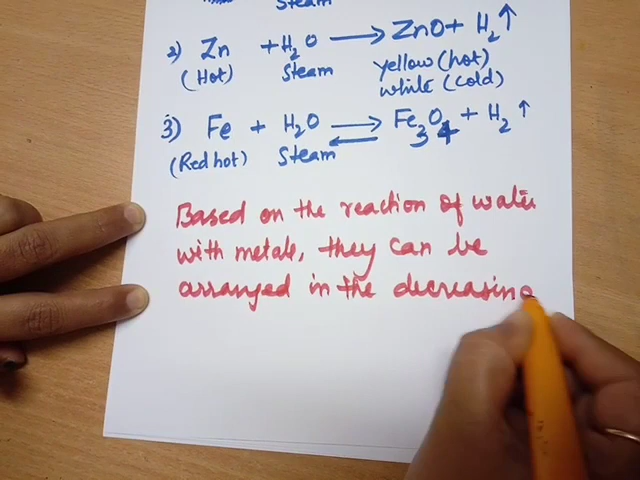 Steam
2) Zn + H2O → ZnO + H2↑
(Hot) Steam yellow (hot)
white (cold)
3) Fe + H2O ⇌ Fe3O4 + H2↑
(Red hot) Steam
Based on the reaction of water
with metals, they can be
arranged in the decreasing